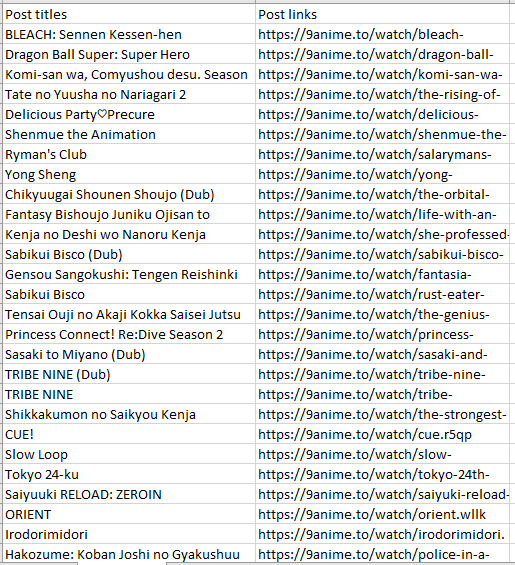 Post titles Post links
BLEACH: Sennen Kessen-hen https://9anime.to/watch/bleach-
Dragon Ball Super: Super Hero https://9anime.to/watch/dragon-ball-
Komi-san wa, Comyushou desu. Season https://9anime.to/watch/komi-san-wa-
Tate no Yuusha no Nariagari 2 https://9anime.to/watch/the-rising-of-
Delicious Party♡Precure https://9anime.to/watch/delicious-
Shenmue the Animation https://9anime.to/watch/shenmue-the-
Ryman's Club https://9anime.to/watch/salarymans-
Yong Sheng https://9anime.to/watch/yong-
Chikyuugai Shounen Shoujo (Dub) https://9anime.to/watch/the-orbital-
Fantasy Bishoujo Juniku Ojisan to https://9anime.to/watch/life-with-an-
Kenja no Deshi wo Nanoru Kenja https://9anime.to/watch/she-professed-
Sabikui Bisco (Dub) https://9anime.to/watch/sabikui-bisco-
Gensou Sangokushi: Tengen Reishinki https://9anime.to/watch/fantasia-
Sabikui Bisco https://9anime.to/watch/rust-eater-
Tensai Ouji no Akaji Kokka Saisei Jutsu https://9anime.to/watch/the-genius-
Princess Connect! Re:Dive Season 2 https://9anime.to/watch/princess-
Sasaki to Miyano (Dub) https://9anime.to/watch/sasaki-and-
TRIBE NINE (Dub) https://9anime.to/watch/tribe-nine-
TRIBE NINE https://9anime.to/watch/tribe-
Shikkakumon no Saikyou Kenja https://9anime.to/watch/the-strongest-
CUE! https://9anime.to/watch/cue.r5qp
Slow Loop https://9anime.to/watch/slow-
Tokyo 24-ku https://9anime.to/watch/tokyo-24th-
Saiyuuki RELOAD: ZEROIN https://9anime.to/watch/saiyuki-reload-
ORIENT https://9anime.to/watch/orient.wllk
Irodorimidori https://9anime.to/watch/irodorimidori.
Hakozume: Koban Joshi no Gyakushuu https://9anime.to/watch/police-in-a-